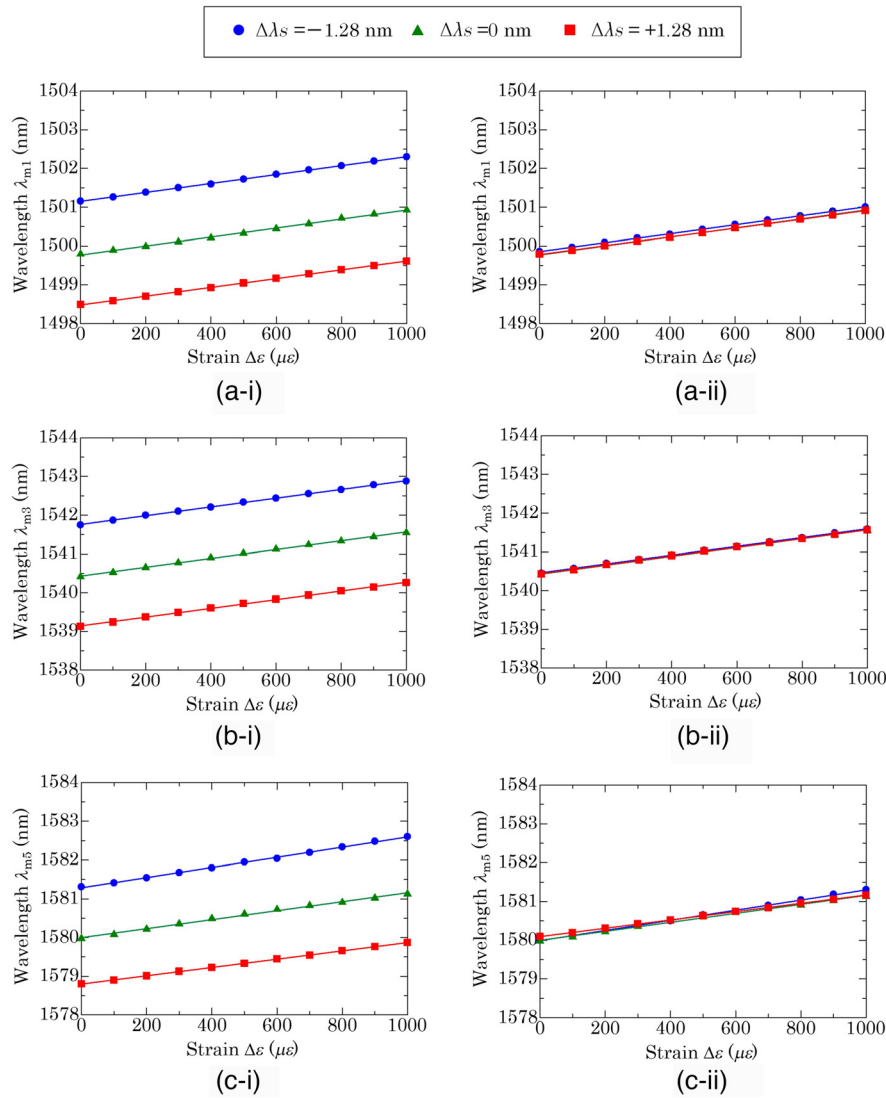 Δλs =−1.28 nm Δλs =0 nm Δλs = +1.28 nm
1504
1503
1502
1501
1500
1499
1498
Wavelength λm1 (nm)
0 200 400 600 800 1000
Strain Δε (με)
(a-i)
1504
1503
1502
1501
1500
1499
1498
Wavelength λm1 (nm)
0 200 400 600 800 1000
Strain Δε (με)
(a-ii)
1544
1543
1542
1541
1540
1539
1538
Wavelength λm3 (nm)
0 200 400 600 800 1000
Strain Δε (με)
(b-i)
1544
1543
1542
1541
1540
1539
1538
Wavelength λm3 (nm)
0 200 400 600 800 1000
Strain Δε (με)
(b-ii)
1584
1583
1582
1581
1580
1579
1578
Wavelength λm5 (nm)
0 200 400 600 800 1000
Strain Δε (με)
(c-i)
1584
1583
1582
1581
1580
1579
1578
Wavelength λm5 (nm)
0 200 400 600 800 1000
Strain Δε (με)
(c-ii)